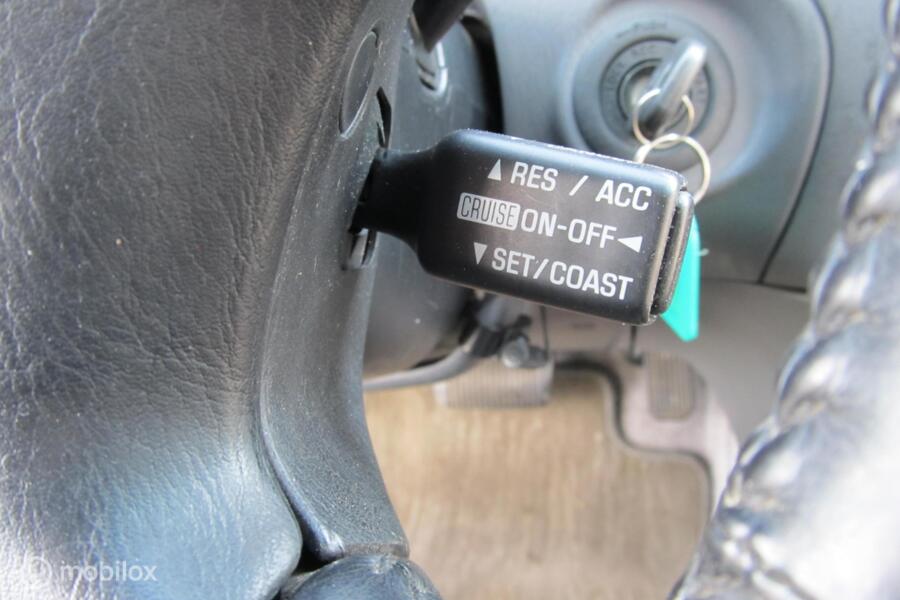 ▲ RES / ACC
CRUISE ON-OFF ◄
▼ SET/COAST
mobilox